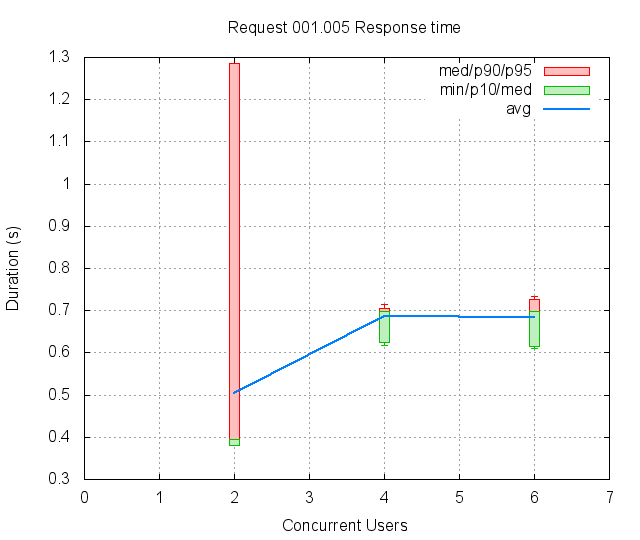 Request 001.005 Response time
med/p90/p95
min/p10/med
avg
1.3
1.2
1.1
1
0.9
0.8
0.7
0.6
0.5
0.4
0.3
Duration (s)
0 1 2 3 4 5 6 7
Concurrent Users